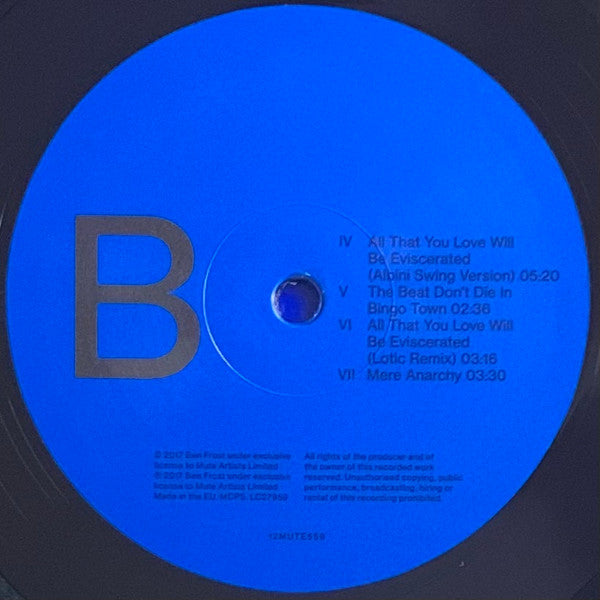 B
IV All That You Love Will
Be Eviscerated
(Albini Swing Version) 05:20
V The Beat Don't Die In
Bingo Town 02:36
VI All That You Love Will
Be Eviscerated
(Lotic Remix) 03:16
VII Mere Anarchy 03:30
℗ 2017 Ben Frost under exclusive
license to Mute Artists Limited
© 2017 Ben Frost under exclusive
license to Mute Artists Limited
Made in the EU. MCPS. LC27959
All rights of the producer and of
the owner of this recorded work
reserved. Unauthorised copying, public
performance, broadcasting, hiring or
rental of this recording prohibited.
12MUTE559